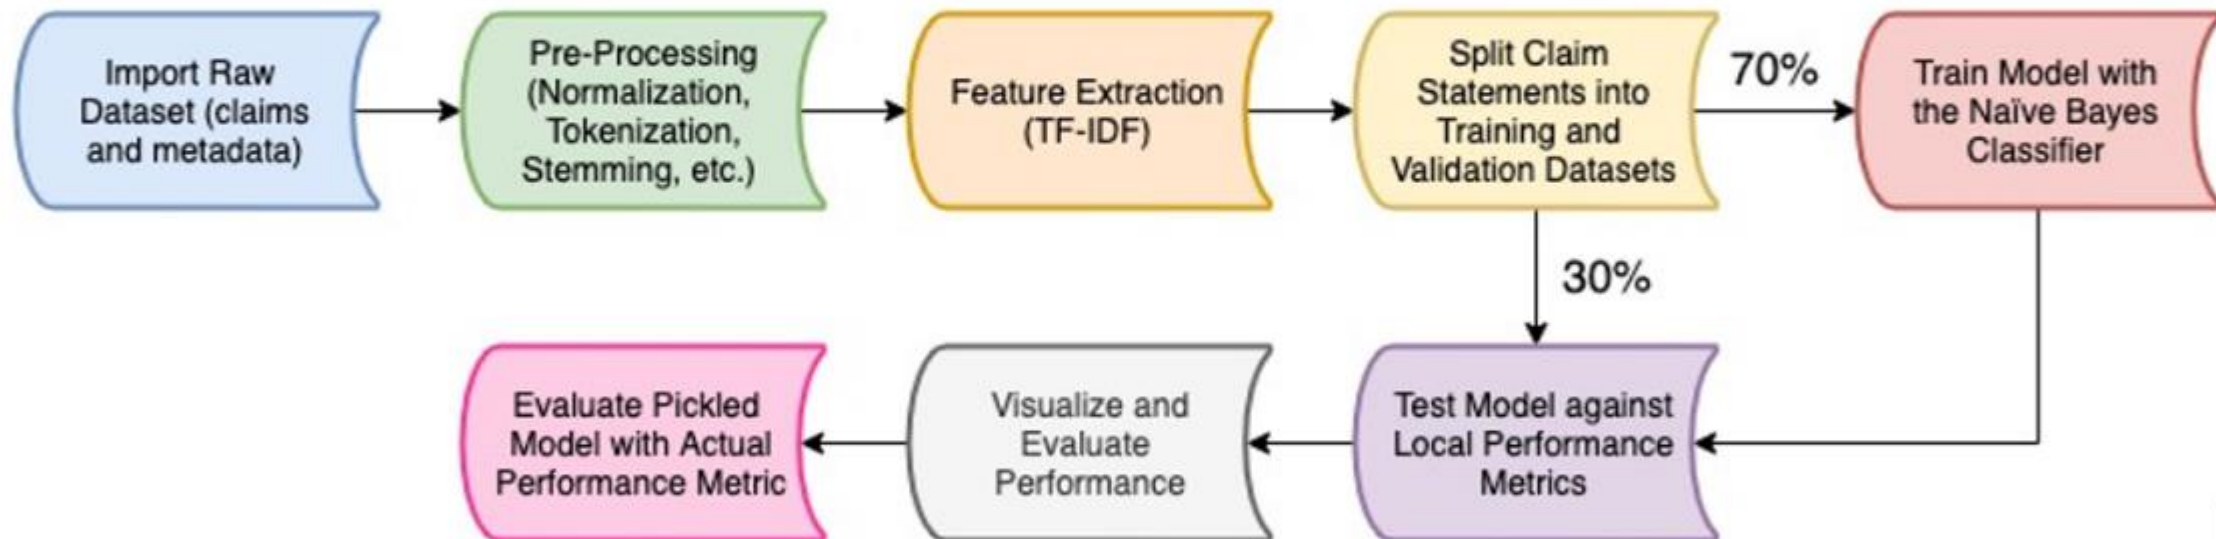 Import Raw
Dataset (claims
and metadata)
Pre-Processing
(Normalization,
Tokenization,
Stemming, etc.)
Feature Extraction
(TF-IDF)
Split Claim
Statements into
Training and
Validation Datasets
70%
Train Model with
the Naïve Bayes
Classifier
30%
Test Model against
Local Performance
Metrics
Visualize and
Evaluate
Performance
Evaluate Pickled
Model with Actual
Performance Metric